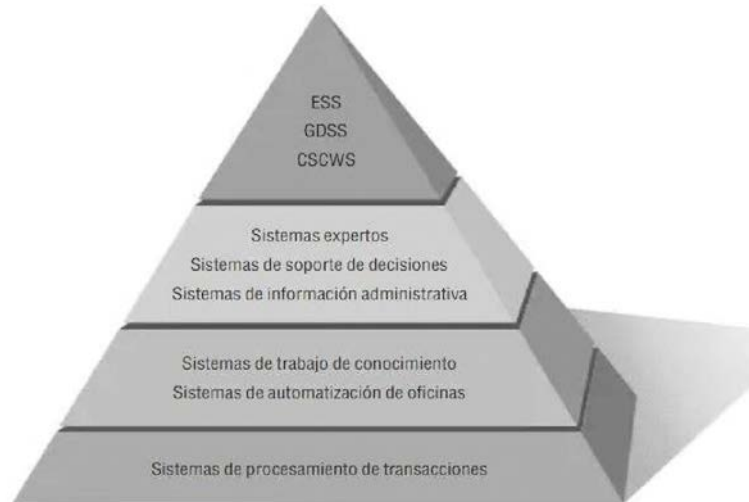 ESS
GDSS
CSCWS
Sistemas expertos
Sistemas de soporte de decisiones
Sistemas de información administrativa
Sistemas de trabajo de conocimiento
Sistemas de automatización de oficinas
Sistemas de procesamiento de transacciones